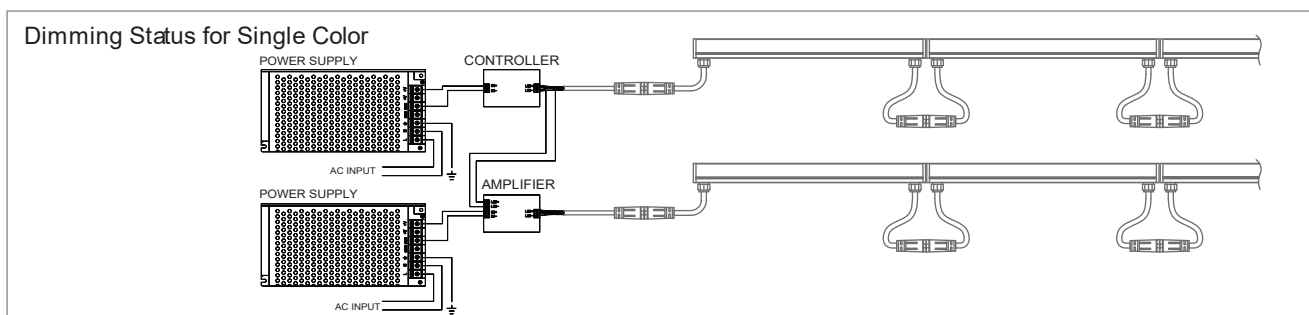 Dimming Status for Single Color
POWER SUPPLY
CONTROLLER
AC INPUT
POWER SUPPLY
AMPLIFIER
AC INPUT